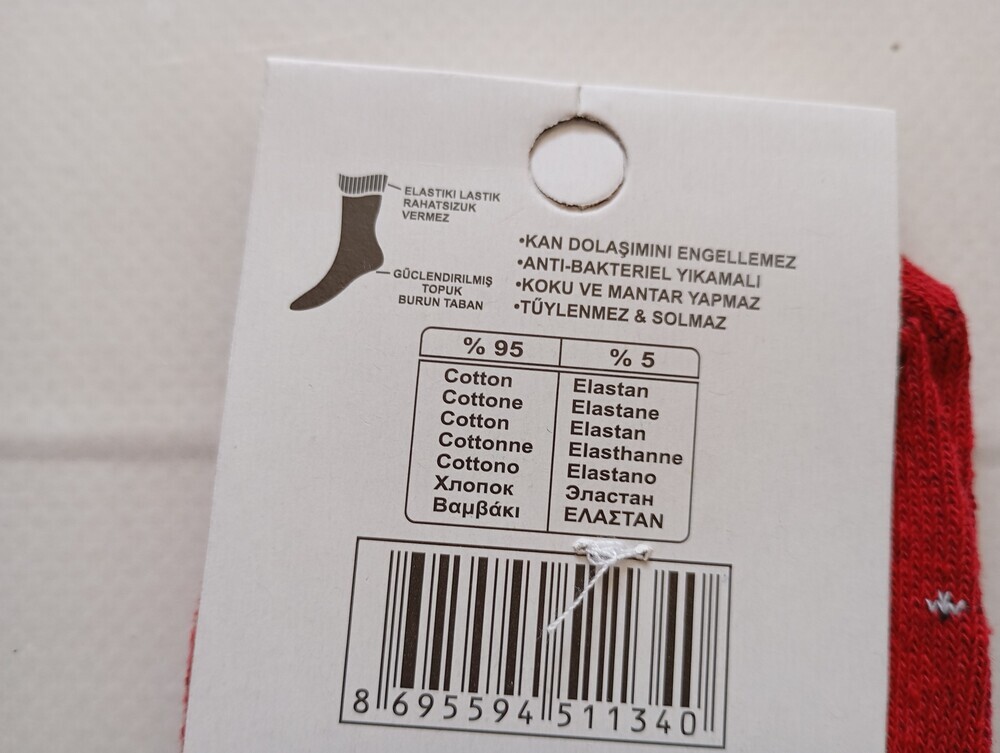 ELASTIKI LASTIK
RAHATSIZUK
VERMEZ
GÜCLENDIRILMIŞ
TOPUK
BURUN TABAN
•KAN DOLAŞIMINI ENGELLEMEZ
•ANTI-BAKTERIEL YIKAMALI
•KOKU VE MANTAR YAPMAZ
•TŰYLENMEZ & SOLMAZ
% 95
% 5
Cotton
Cottone
Cotton
Cottonne
Cottono
Хлопок
Βαμβάκι
Elastan
Elastane
Elastan
Elasthanne
Elastano
Эластан
ΕΛΑΣΤΑΝ
8 695594 511340